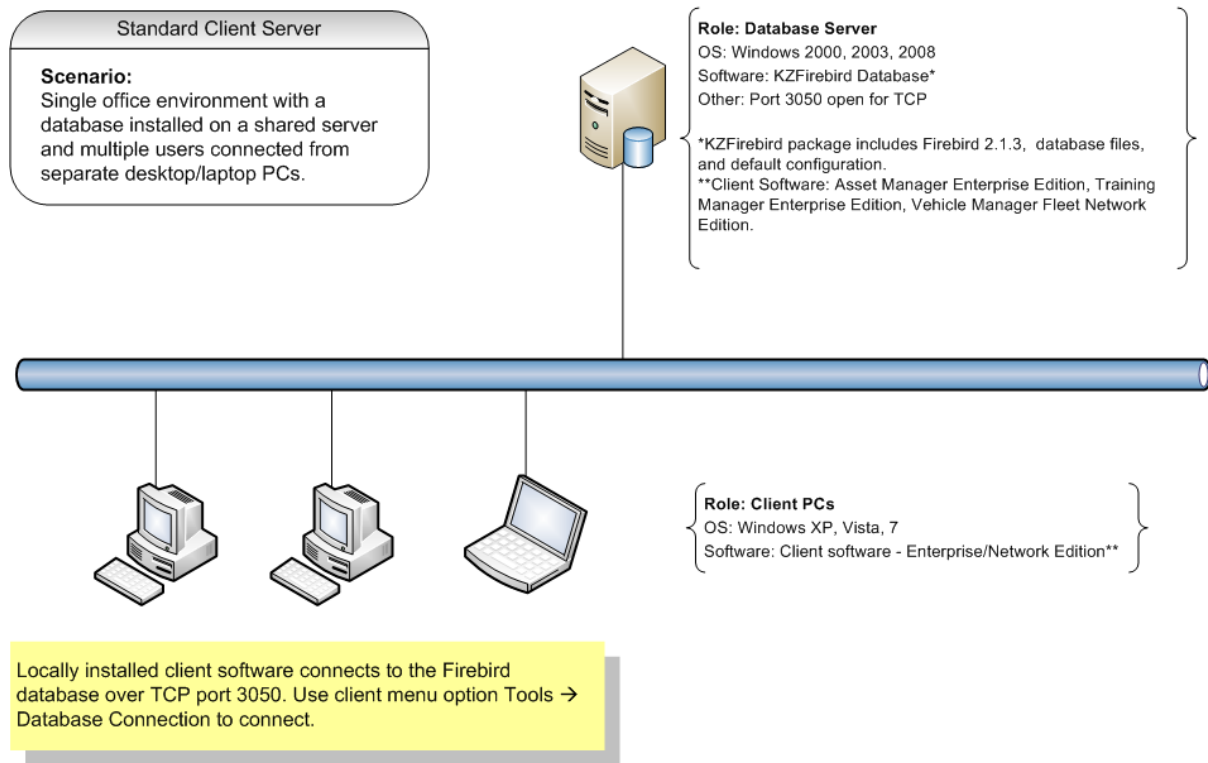 Standard Client Server
Scenario:
Single office environment with a
database installed on a shared server
and multiple users connected from
separate desktop/laptop PCs.
Role: Database Server
OS: Windows 2000, 2003, 2008
Software: KZFirebird Database*
Other: Port 3050 open for TCP
*KZFirebird package includes Firebird 2.1.3, database files,
and default configuration.
**Client Software: Asset Manager Enterprise Edition, Training
Manager Enterprise Edition, Vehicle Manager Fleet Network
Edition.
Role: Client PCs
OS: Windows XP, Vista, 7
Software: Client software - Enterprise/Network Edition**
Locally installed client software connects to the Firebird
database over TCP port 3050. Use client menu option Tools →
Database Connection to connect.